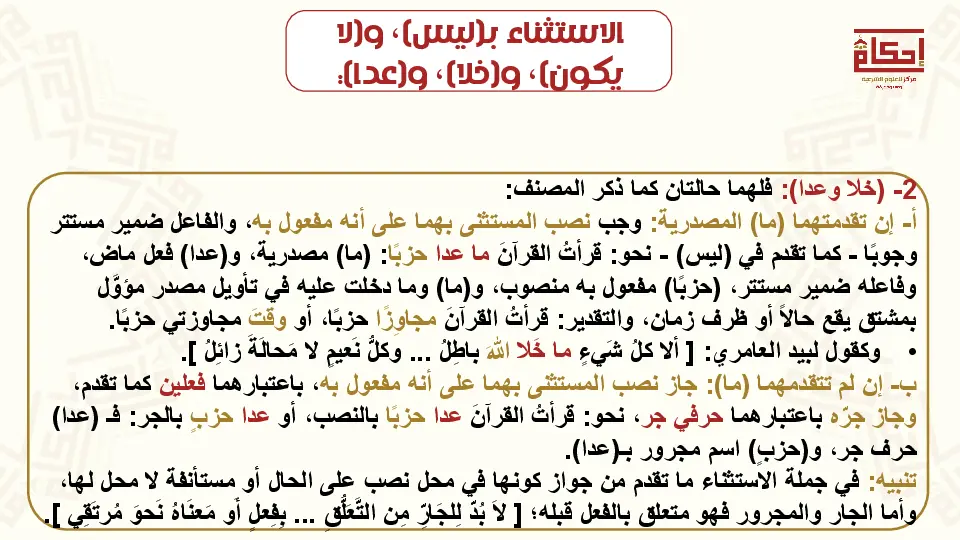 الاستثناء بـ(ليس)، و(لا
يكون)، و(خلا)، و(عدا):
إحكام
مركز للعلوم الشرعية
2- (خلا وعدا): فلهما حالتان كما ذكر المصنف:
أ- إن تقدمتهما (ما) المصدرية: وجب نصب المستثنى بهما على أنه مفعول به، والفاعل ضمير مستتر
وجوبًا - كما تقدم في (ليس) - نحو: قرأتُ القرآنَ ما عدا حزبًا: (ما) مصدرية، و(عدا) فعل ماض،
وفاعله ضمير مستتر، (حزبًا) مفعول به منصوب، و(ما) وما دخلت عليه في تأويل مصدر مؤوَّل
بمشتق يقع حالاً أو ظرف زمان، والتقدير: قرأتُ القرآنَ مجاوِزًا حزبًا، أو وقتَ مجاوزتي حزبًا.
• وكقول لبيد العامري: [ ألا كلُ شَيءٍ ما خَلا اللهَ باطِلُ ... وكلُّ نَعيمٍ لا مَحالَةَ زائِلُ ].
ب- إن لم تتقدمهما (ما): جاز نصب المستثنى بهما على أنه مفعول به، باعتبارهما فعلين كما تقدم،
وجاز جرّه باعتبارهما حرفي جر، نحو: قرأتُ القرآنَ عدا حزبًا بالنصب، أو عدا حزبٍ بالجر: فـ (عدا)
حرف جر، و(حزبٍ) اسم مجرور بـ(عدا).
تنبيه: في جملة الاستثناء ما تقدم من جواز كونها في محل نصب على الحال أو مستأنفة لا محل لها،
وأما الجار والمجرور فهو متعلق بالفعل قبله؛ [ لاَ بُدَّ لِلجَارِّ مِن التَّعَلُّقِ ... بِفِعلٍ أَو مَعنَاهُ نَحوَ مُرتَقِي ].